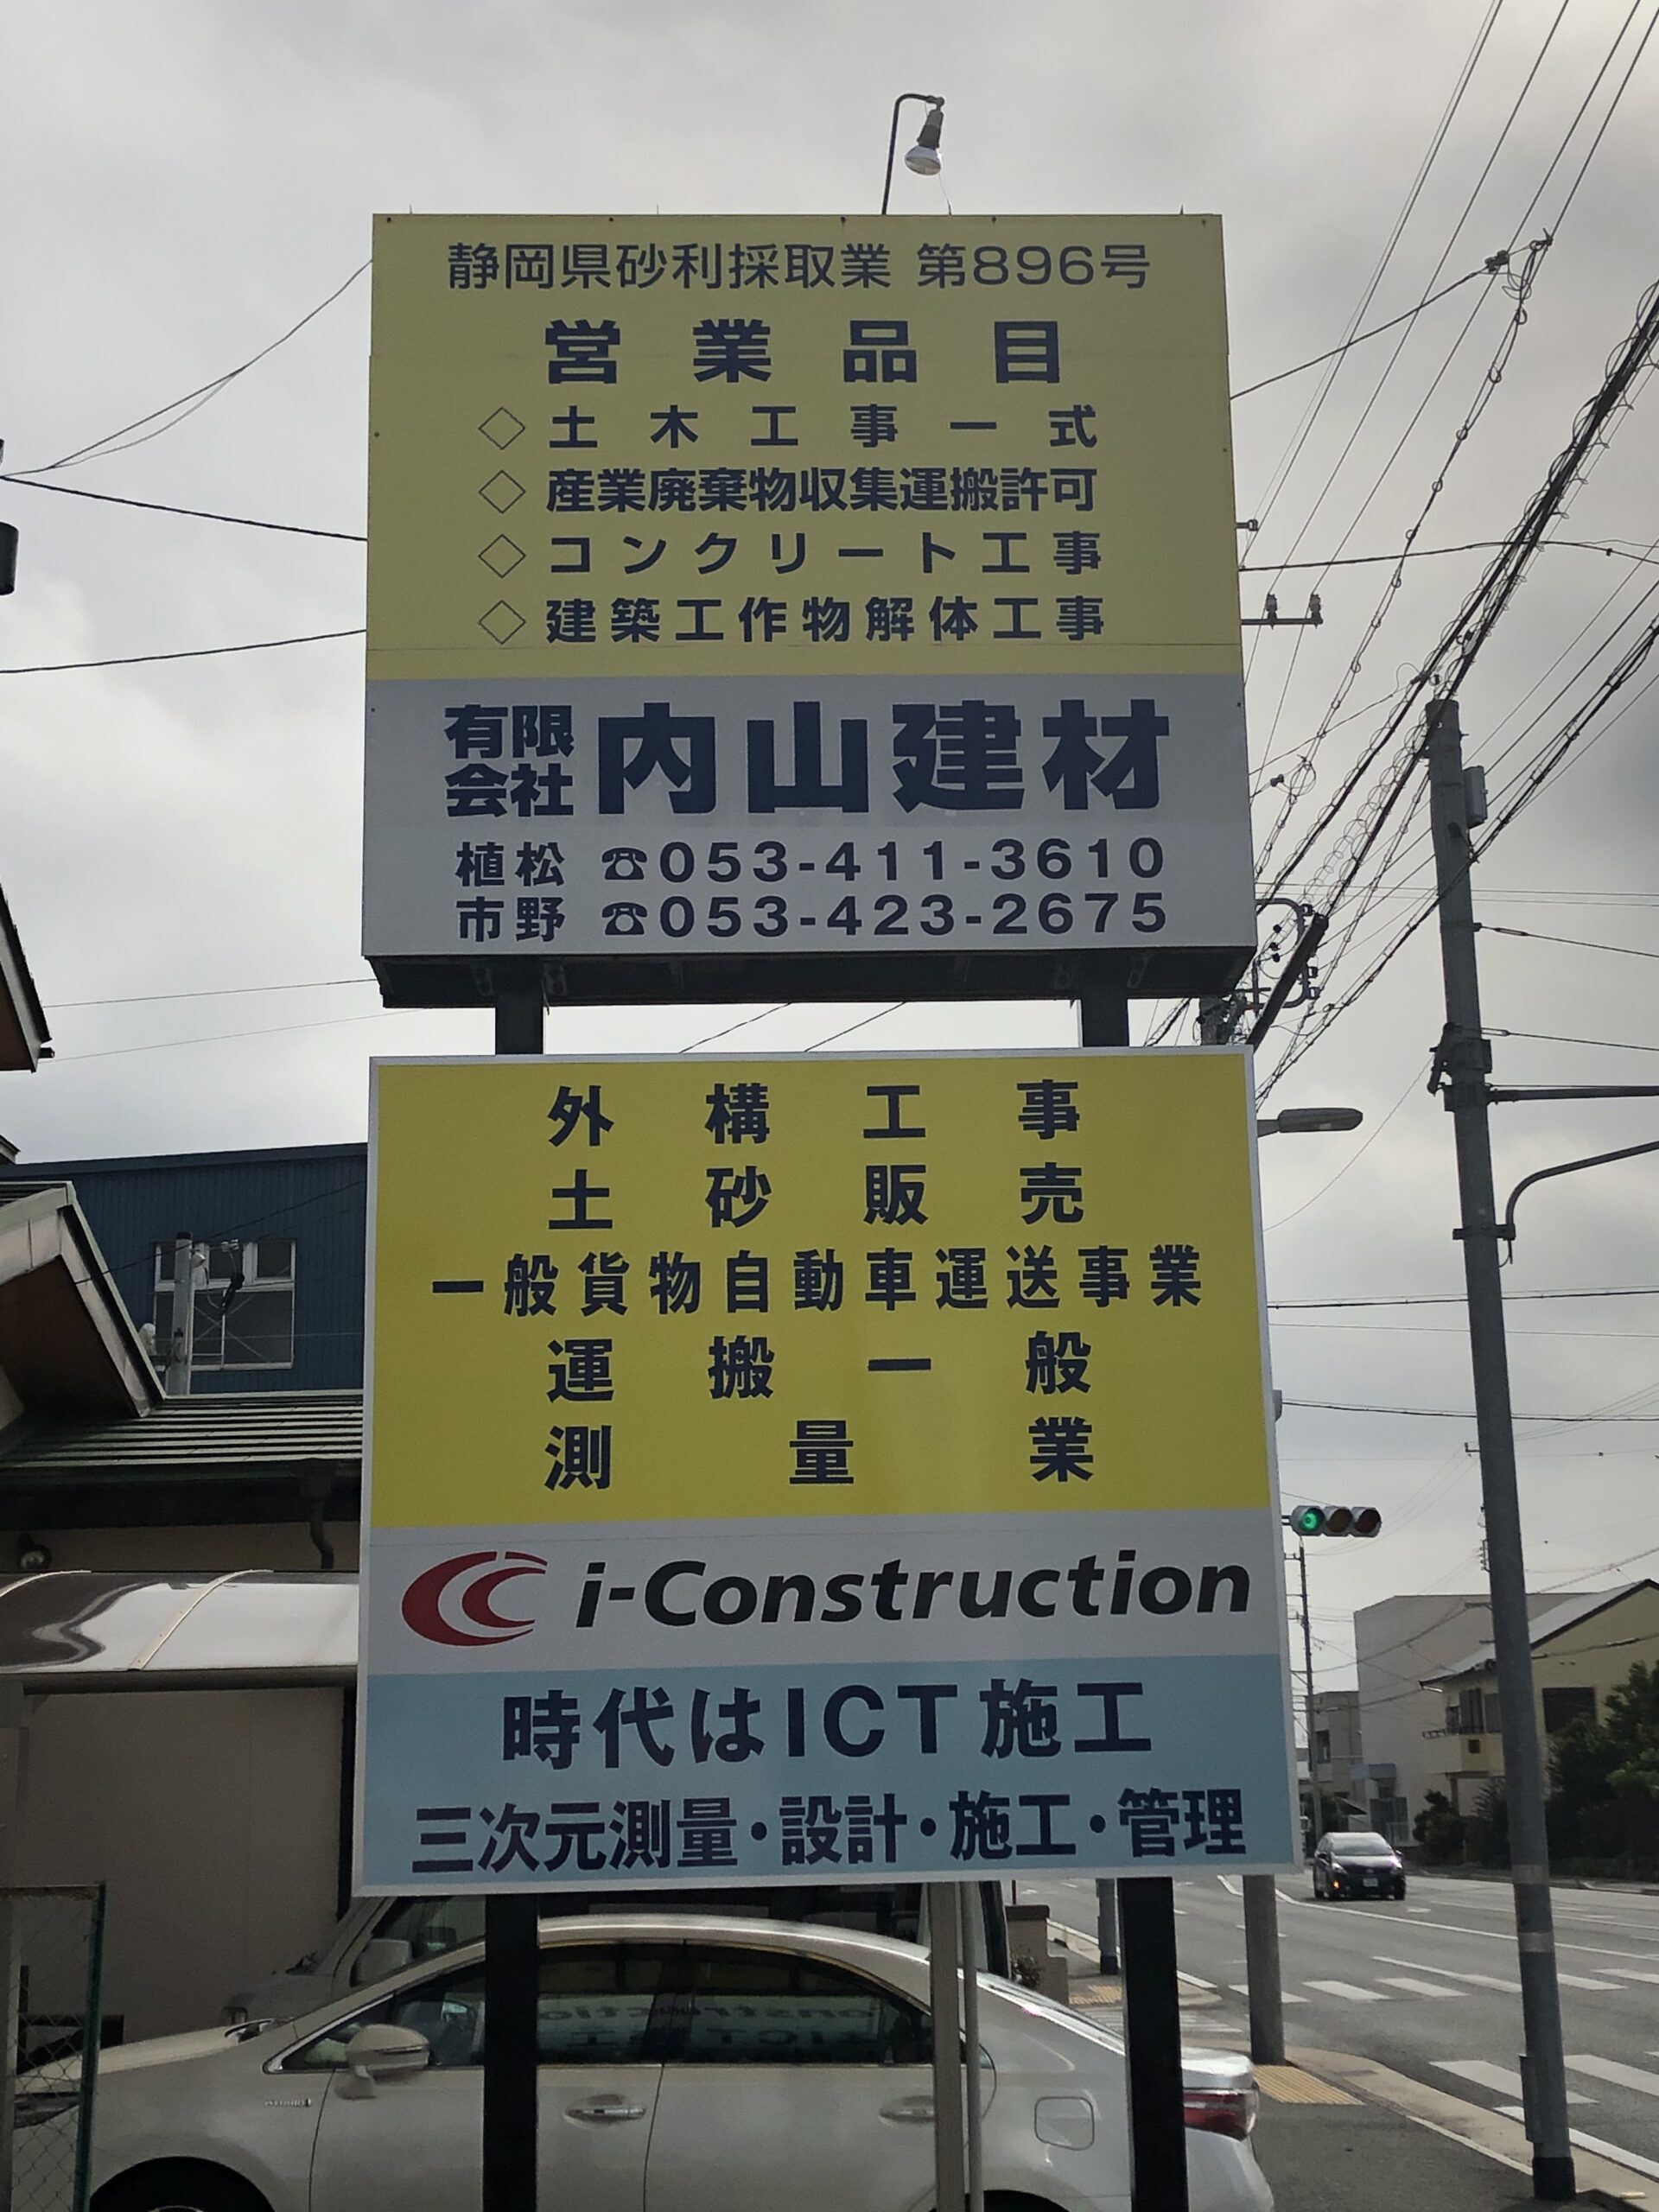 静岡県砂利採取業 第896号
営業品目
◇土木工事一式
◇産業廃棄物収集運搬許可
◇コンクリート工事
◇建築工作物解体工事
有限会社 内山建材
植松 ☎053-411-3610
市野 ☎053-423-2675
外構工事
土砂販売
一般貨物自動車運送事業
運搬一般
測量業
i-Construction
時代はICT施工
三次元測量・設計・施工・管理